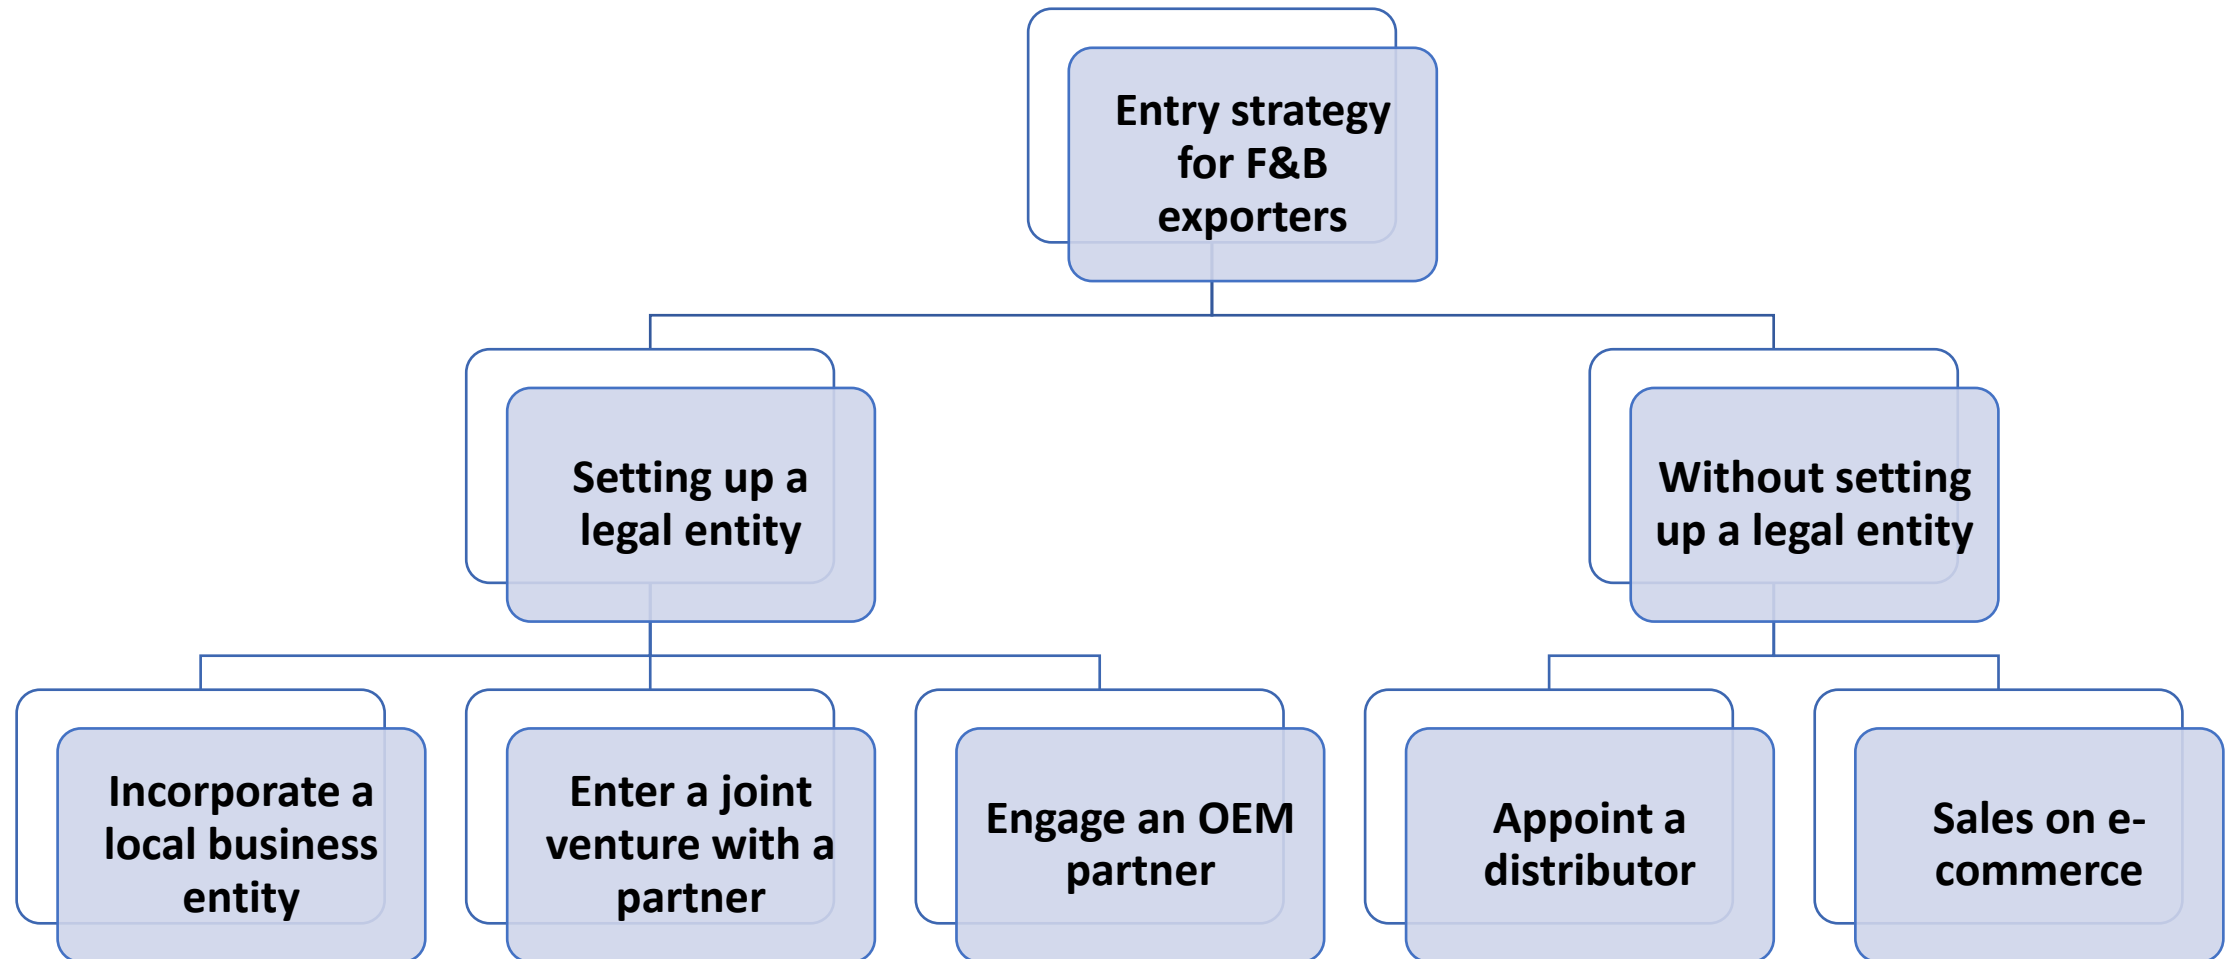 Entry strategy
for F&B
exporters
Setting up a
legal entity
Without setting
up a legal entity
Incorporate a
local business
entity
Enter a joint
venture with a
partner
Engage an OEM
partner
Appoint a
distributor
Sales on e-
commerce